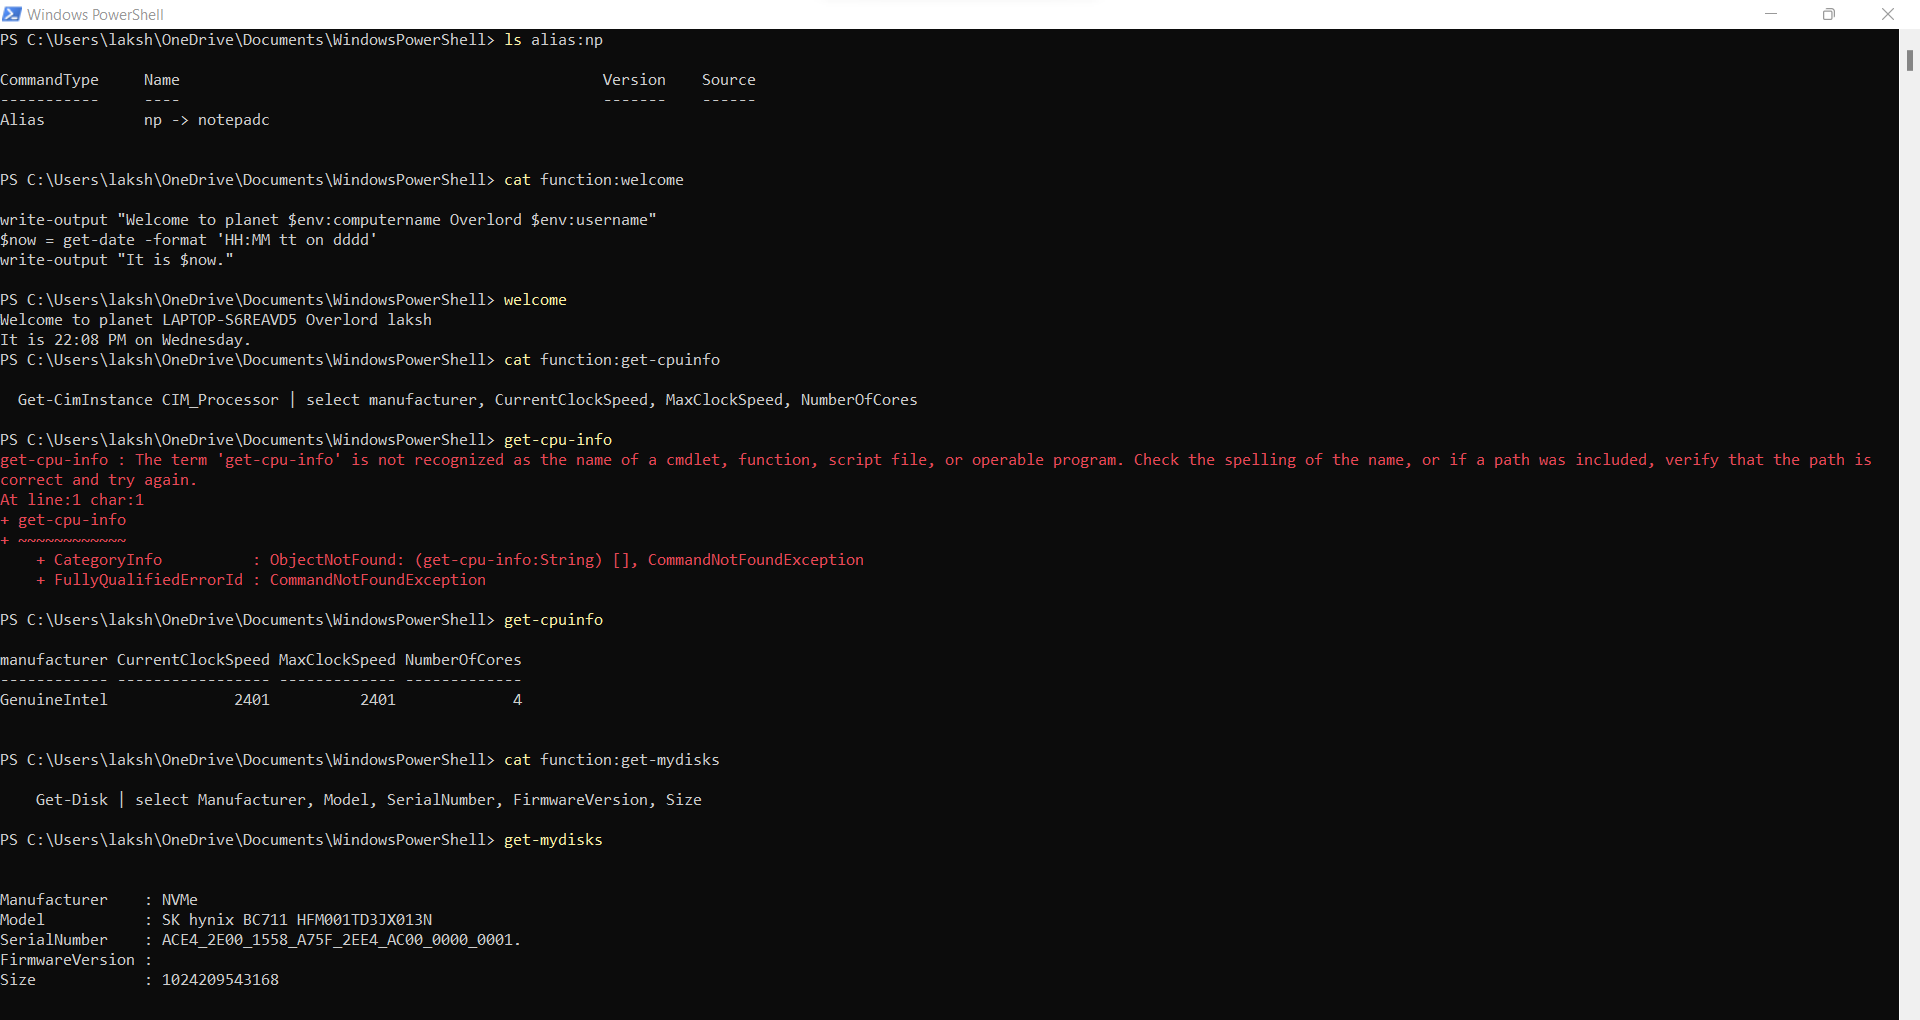 Windows PowerShell
PS C:\Users\laksh\OneDrive\Documents\WindowsPowerShell> ls alias:np
CommandType     Name                                               Version    Source
-----------     ----                                               -------    ------
Alias           np -> notepadc
PS C:\Users\laksh\OneDrive\Documents\WindowsPowerShell> cat function:welcome
write-output "Welcome to planet $env:computername Overlord $env:username"
$now = get-date -format 'HH:MM tt on dddd'
write-output "It is $now."
PS C:\Users\laksh\OneDrive\Documents\WindowsPowerShell> welcome
Welcome to planet LAPTOP-S6REAVD5 Overlord laksh
It is 22:08 PM on Wednesday.
PS C:\Users\laksh\OneDrive\Documents\WindowsPowerShell> cat function:get-cpuinfo
  Get-CimInstance CIM_Processor | select manufacturer, CurrentClockSpeed, MaxClockSpeed, NumberOfCores
PS C:\Users\laksh\OneDrive\Documents\WindowsPowerShell> get-cpu-info
get-cpu-info : The term 'get-cpu-info' is not recognized as the name of a cmdlet, function, script file, or operable program. Check the spelling of the name, or if a path was included, verify that the path is
correct and try again.
At line:1 char:1
+ get-cpu-info
+ ~~~~~~~~~~~~
    + CategoryInfo          : ObjectNotFound: (get-cpu-info:String) [], CommandNotFoundException
    + FullyQualifiedErrorId : CommandNotFoundException
PS C:\Users\laksh\OneDrive\Documents\WindowsPowerShell> get-cpuinfo
manufacturer CurrentClockSpeed MaxClockSpeed NumberOfCores
------------ ----------------- ------------- -------------
GenuineIntel              2401          2401             4
PS C:\Users\laksh\OneDrive\Documents\WindowsPowerShell> cat function:get-mydisks
    Get-Disk | select Manufacturer, Model, SerialNumber, FirmwareVersion, Size
PS C:\Users\laksh\OneDrive\Documents\WindowsPowerShell> get-mydisks
Manufacturer    : NVMe
Model           : SK hynix BC711 HFM001TD3JX013N
SerialNumber    : ACE4_2E00_1558_A75F_2EE4_AC00_0000_0001.
FirmwareVersion :
Size            : 1024209543168